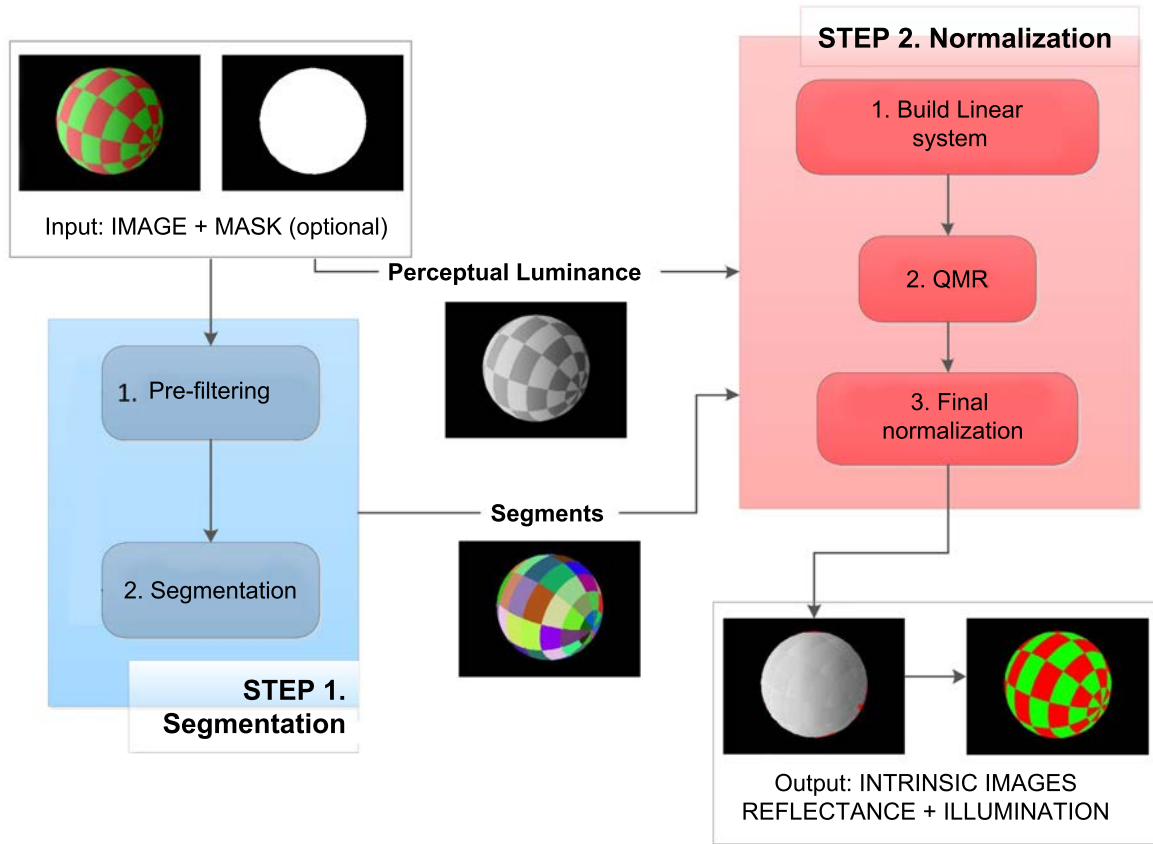 Input: IMAGE + MASK (optional)
1. Pre-filtering
2. Segmentation
STEP 1.
Segmentation
Perceptual Luminance
Segments
STEP 2. Normalization
1. Build Linear
system
2. QMR
3. Final
normalization
Output: INTRINSIC IMAGES
REFLECTANCE + ILLUMINATION